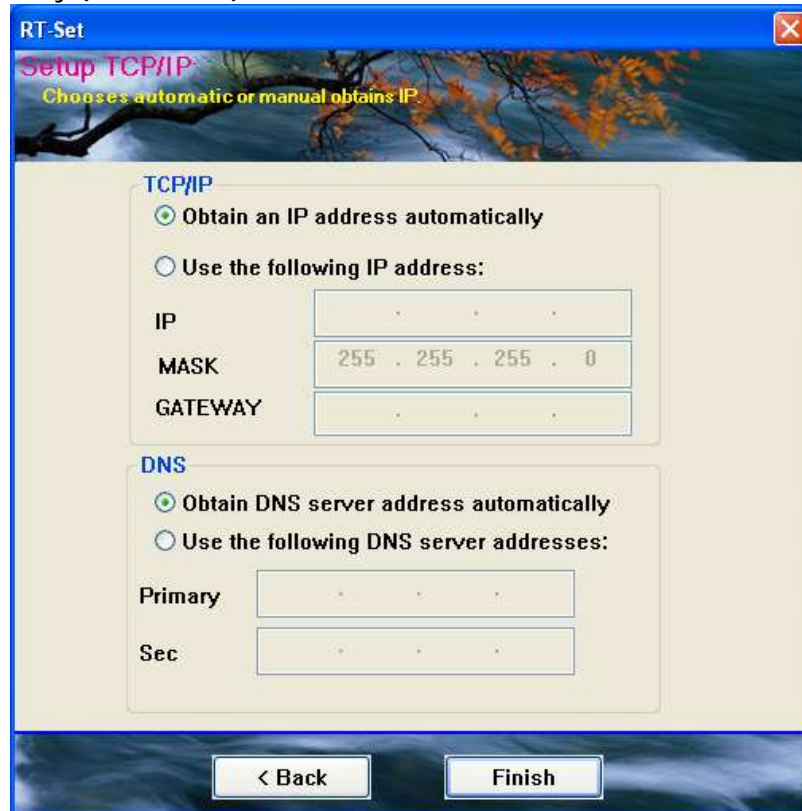 RT-Set
Setup TCP/IP:
Chooses automatic or manual obtains IP.
TCP/IP
Obtain an IP address automatically
Use the following IP address:
IP . . .
MASK 255 . 255 . 255 . 0
GATEWAY . . .
DNS
Obtain DNS server address automatically
Use the following DNS server addresses:
Primary . . .
Sec . . .
< Back Finish